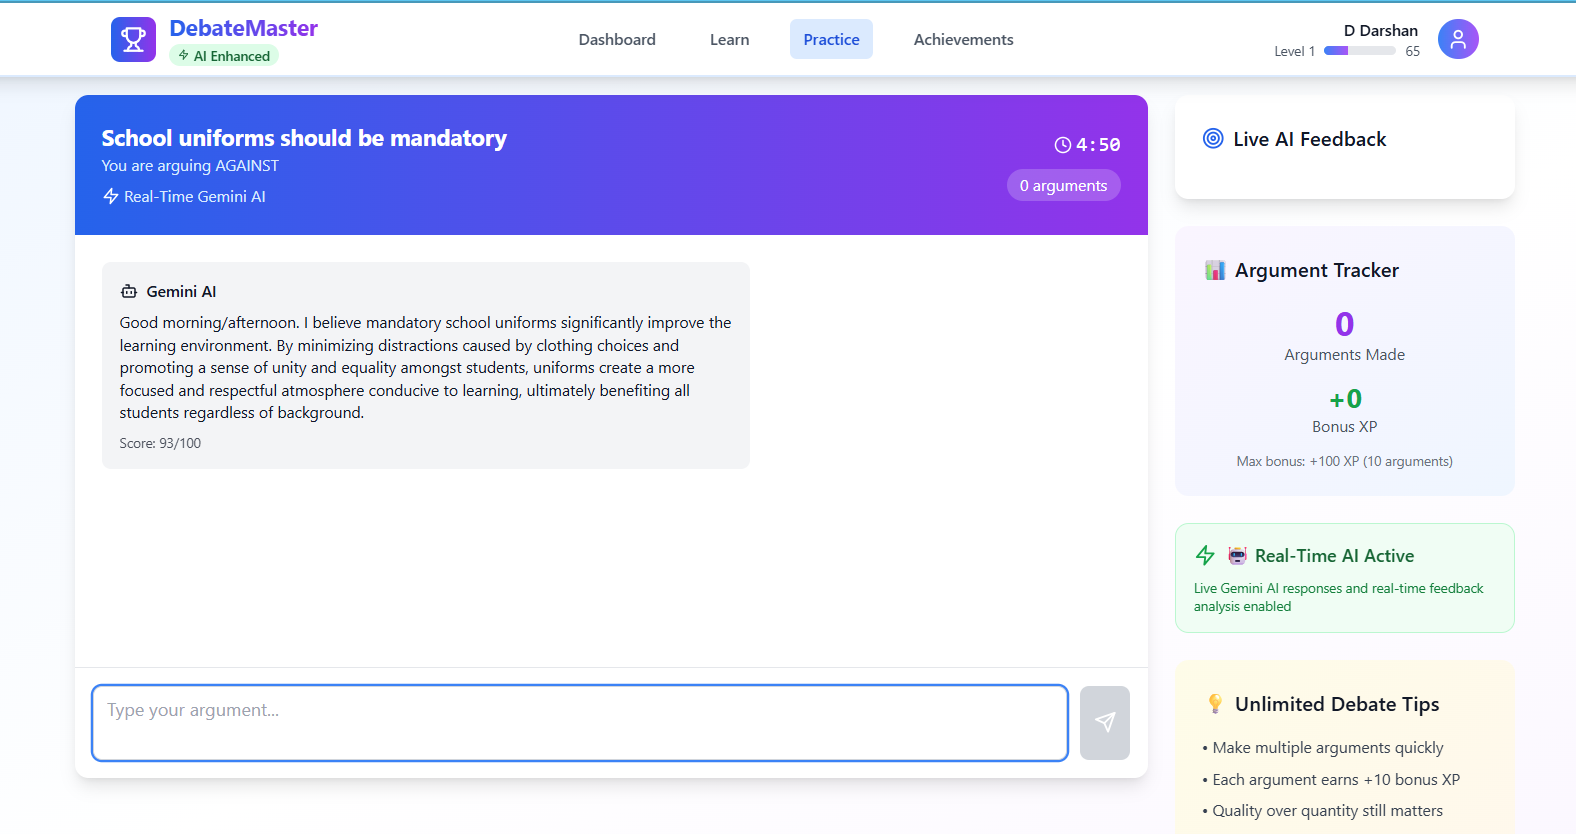 DebateMaster
AI Enhanced
Dashboard
Learn
Practice
Achievements
D Darshan
Level 1
65
School uniforms should be mandatory
You are arguing AGAINST
Real-Time Gemini AI
4:50
0 arguments
Gemini AI
Good morning/afternoon. I believe mandatory school uniforms significantly improve the
learning environment. By minimizing distractions caused by clothing choices and
promoting a sense of unity and equality amongst students, uniforms create a more
focused and respectful atmosphere conducive to learning, ultimately benefiting all
students regardless of background.
Score: 93/100
Type your argument...
Live AI Feedback
Argument Tracker
0
Arguments Made
+0
Bonus XP
Max bonus: +100 XP (10 arguments)
Real-Time AI Active
Live Gemini AI responses and real-time feedback
analysis enabled
Unlimited Debate Tips
• Make multiple arguments quickly
• Each argument earns +10 bonus XP
• Quality over quantity still matters